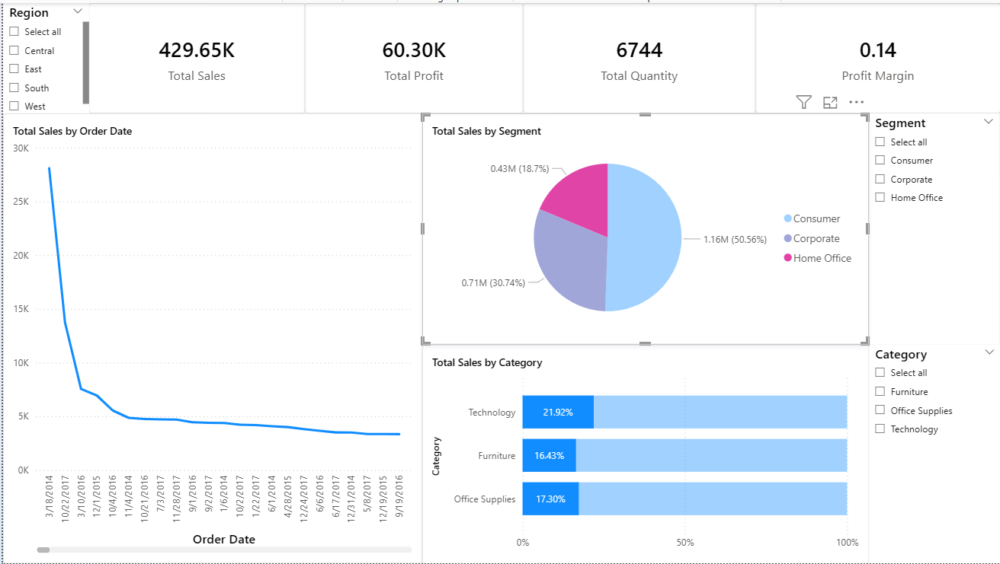 Region
Select all
Central
East
South
West
429.65K
Total Sales
60.30K
Total Profit
6744
Total Quantity
0.14
Profit Margin
Total Sales by Order Date
30K
25K
20K
15K
10K
5K
0K
3/18/2014
10/22/2017
3/10/2016
12/1/2015
10/4/2016
11/4/2014
10/21/2016
7/3/2017
11/28/2017
9/1/2016
9/2/2017
1/6/2014
10/2/2017
1/22/2017
6/1/2014
4/28/2015
12/24/2017
6/6/2016
6/17/2017
12/31/2014
5/8/2017
12/19/2015
9/19/2016
Order Date
Total Sales by Segment
0.43M (18.7%)
1.16M (50.56%)
0.71M (30.74%)
Consumer
Corporate
Home Office
Segment
Select all
Consumer
Corporate
Home Office
Total Sales by Category
Category
Technology
21.92%
Furniture
16.43%
Office Supplies
17.30%
0%
50%
100%
Category
Select all
Furniture
Office Supplies
Technology